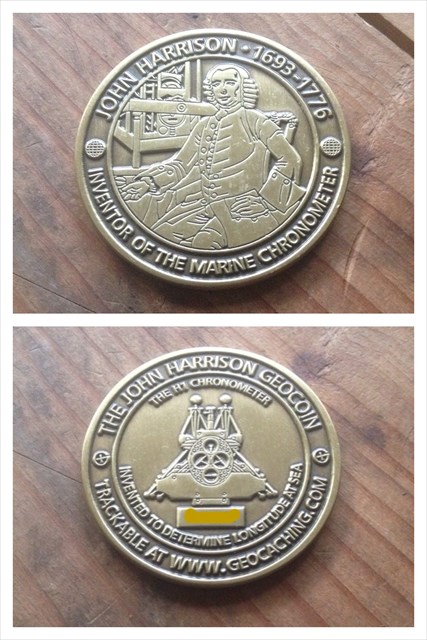 JOHN HARRISON • 1693-1776
INVENTOR OF THE MARINE CHRONOMETER
THE JOHN HARRISON GEOCOIN
THE H1 CHRONOMETER
INVENTED TO DETERMINE LONGITUDE AT SEA
TRACKABLE AT WWW.GEOCACHING.COM